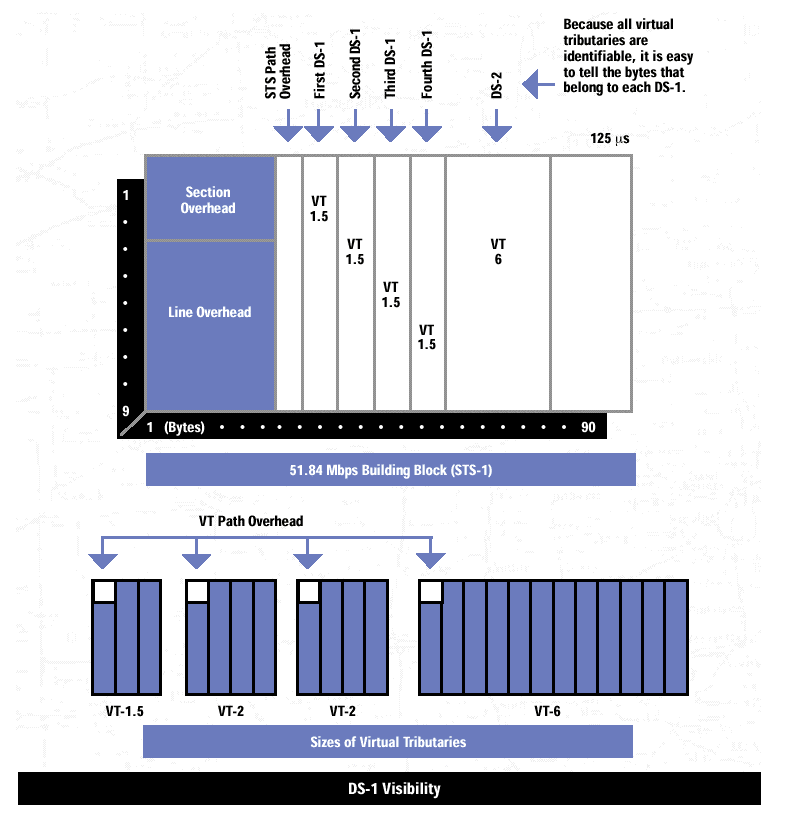 Because all virtual
tributaries are
identifiable, it is easy
to tell the bytes that
belong to each DS-1.
STS Path
Overhead
First DS-1
Second DS-1
Third DS-1
Fourth DS-1
DS-2
125 µs
1
9
Section
Overhead
Line Overhead
VT
1.5
VT
1.5
VT
1.5
VT
1.5
VT
6
1 (Bytes) 90
51.84 Mbps Building Block (STS-1)
VT Path Overhead
VT-1.5
VT-2
VT-2
VT-6
Sizes of Virtual Tributaries
DS-1 Visibility